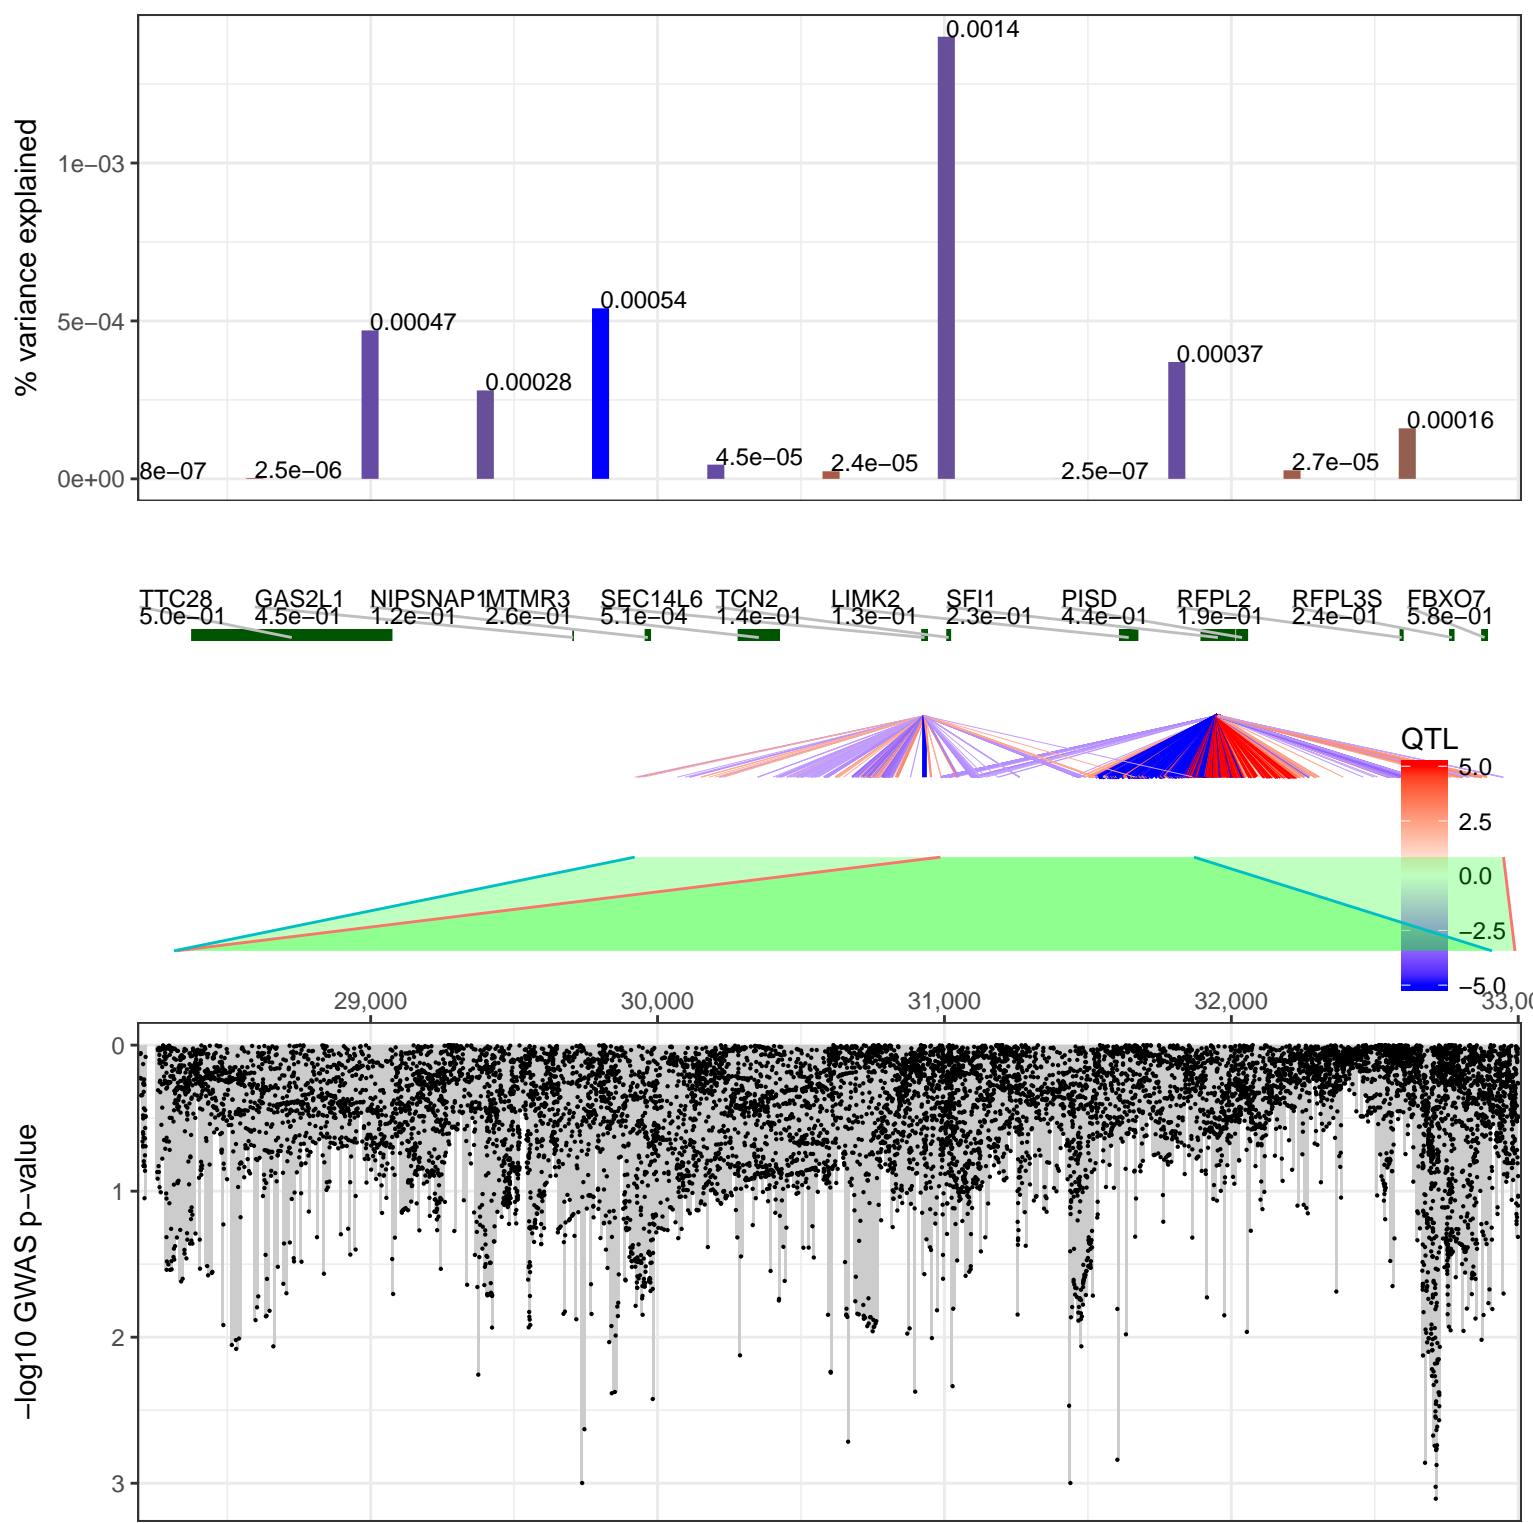 % variance explained
1e−03
5e−04
0e+00
8e−07
2.5e−06
0.00047
0.00028
0.00054
4.5e−05
2.4e−05
0.0014
2.5e−07
0.00037
2.7e−05
0.00016
TTC28 GAS2L1 NIPSNAP1 MTMR3 SEC14L6 TCN2 LIMK2 SFI1 PISD RFPL2 RFPL3S FBXO7
5.0e−01 4.5e−01 1.2e−01 2.6e−01 5.1e−04 1.4e−01 1.3e−01 2.3e−01 4.4e−01 1.9e−01 2.4e−01 5.8e−01
QTL
5.0
2.5
0.0
−2.5
−5.0
29,000 30,000 31,000 32,000 33,0
−log10 GWAS p−value
0
1
2
3